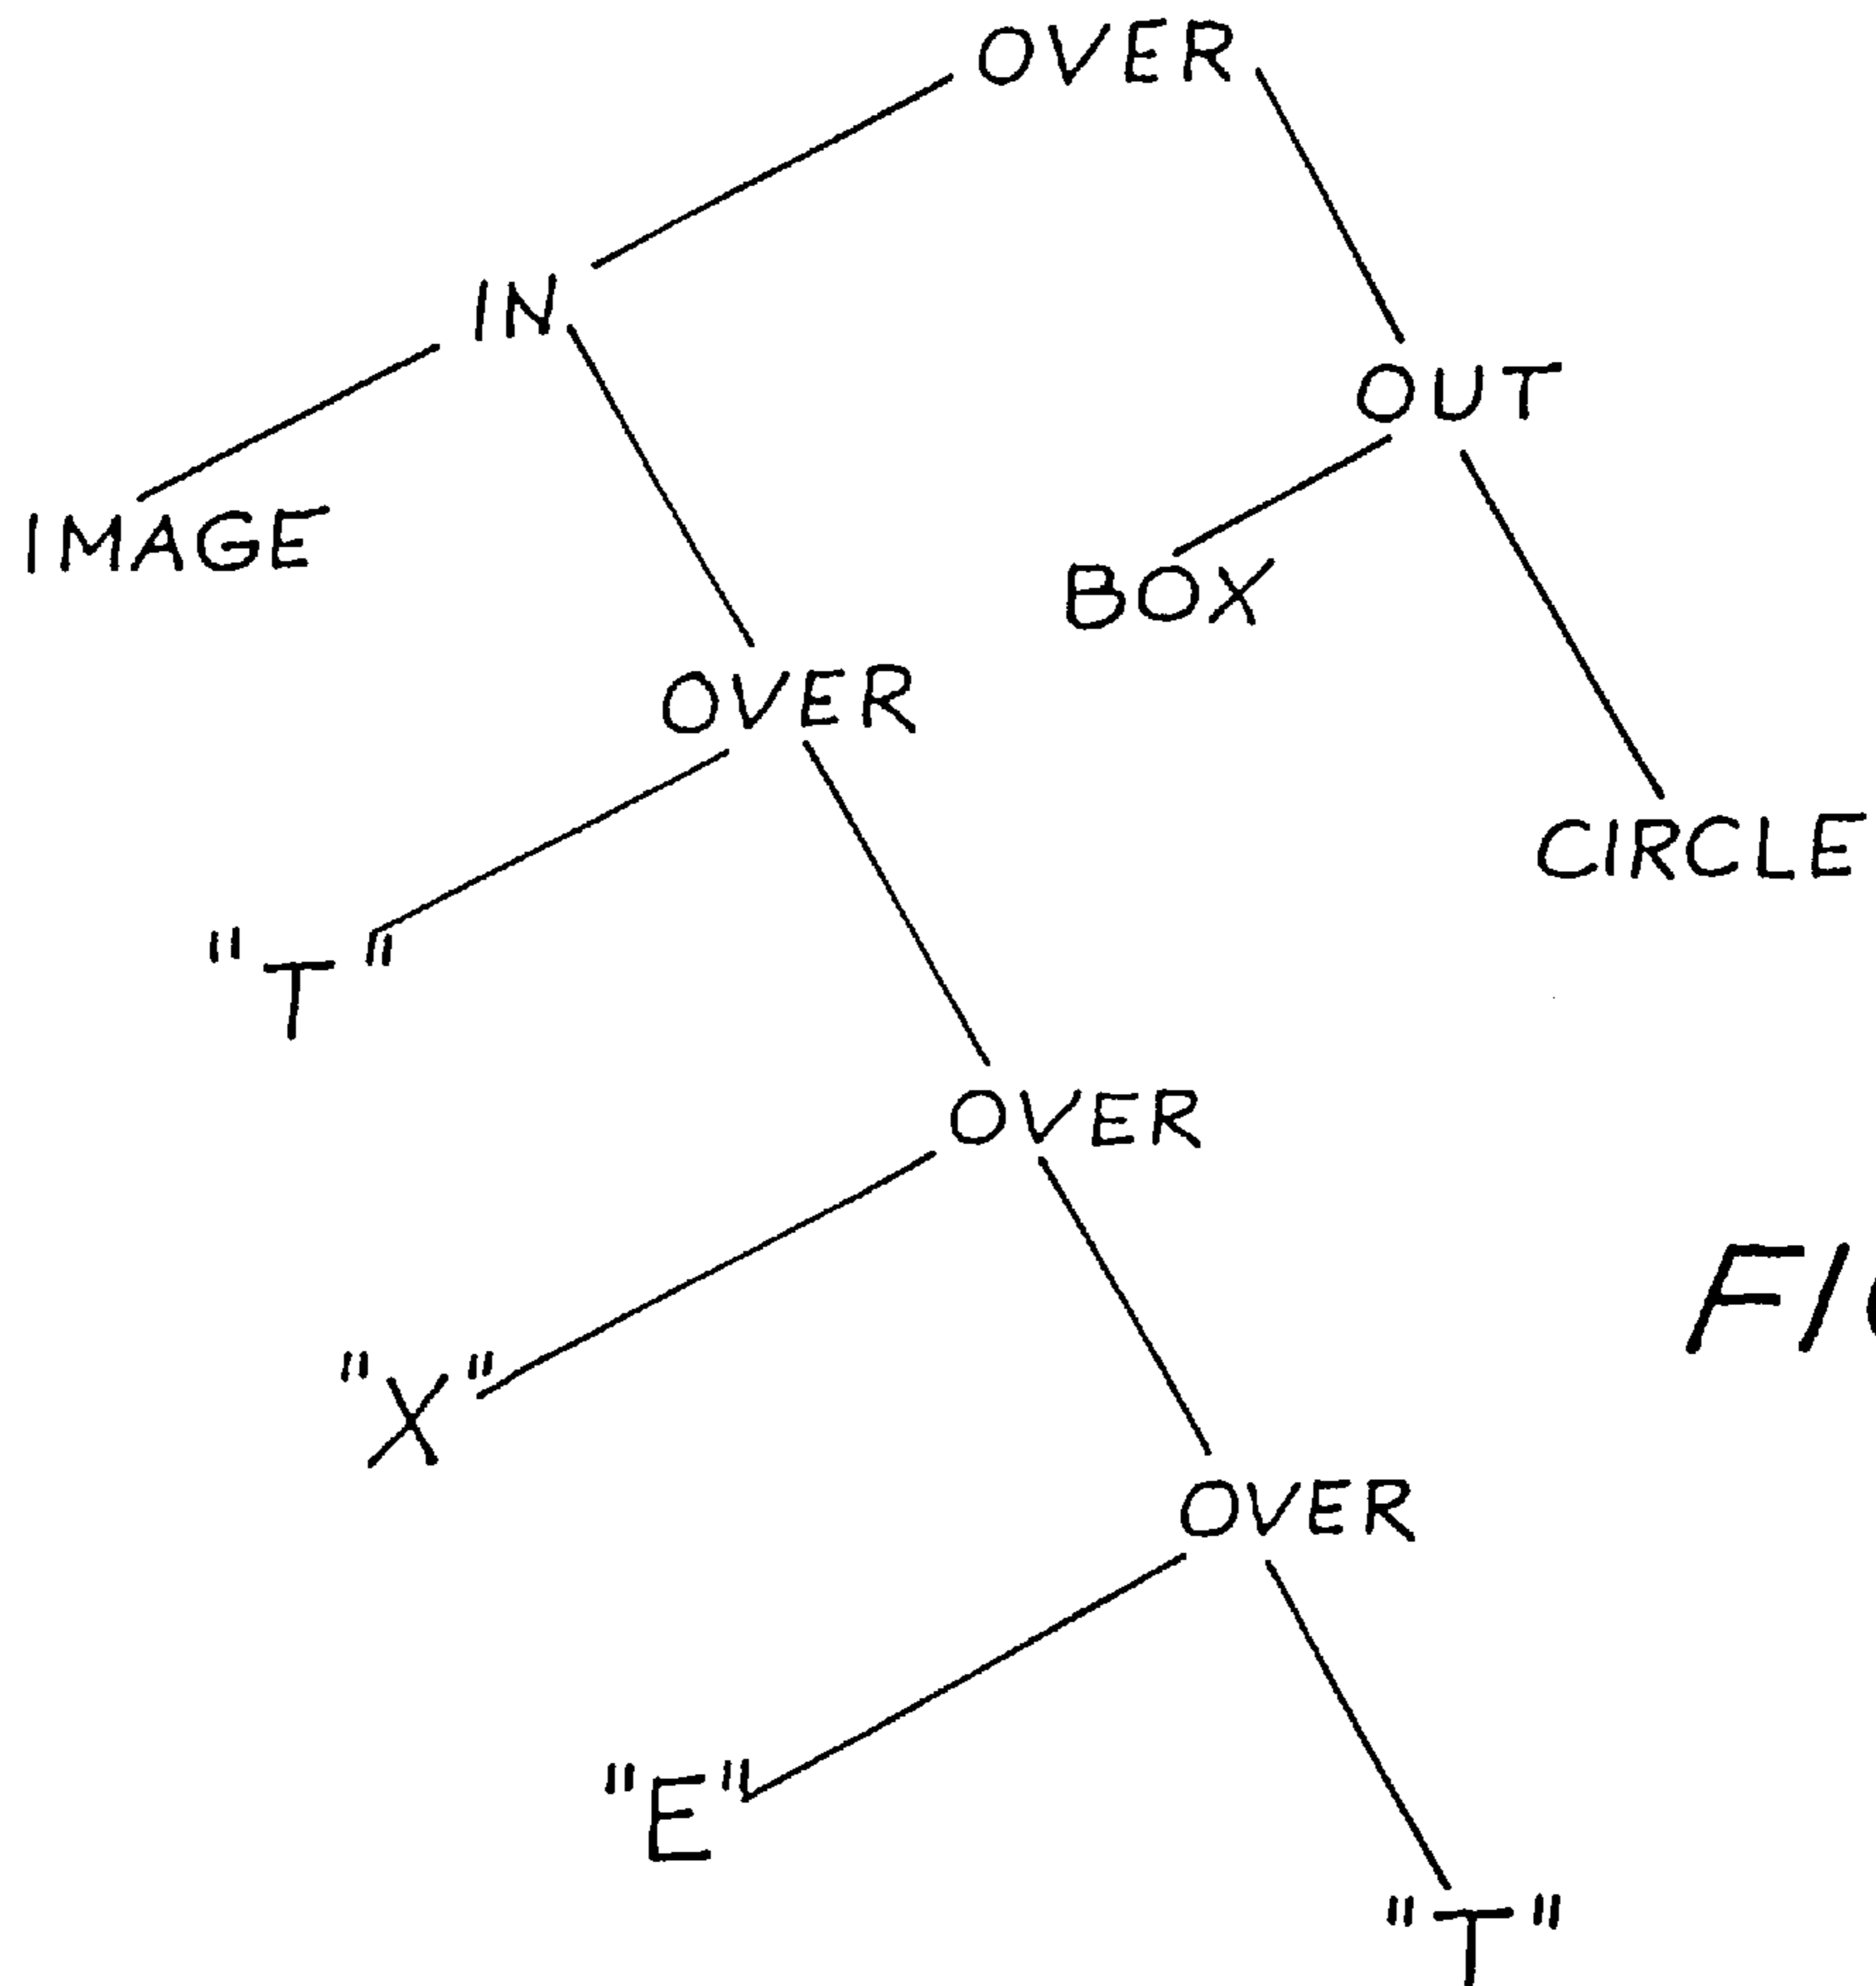 OVER
IN
OUT
IMAGE
BOX
OVER
CIRCLE
"T"
OVER
"X"
OVER
"E"
"T"